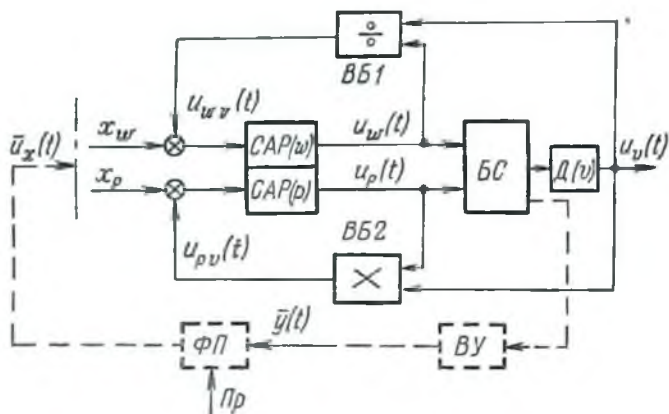 ÷
ВБ1
u_wv(t)
ū_x(t)
x_w
САР(w)
u_w(t)
x_p
САР(p)
u_p(t)
БС
Д(v)
u_v(t)
u_pv(t)
ВБ2
×
ȳ(t)
ФП
ВУ
Пр